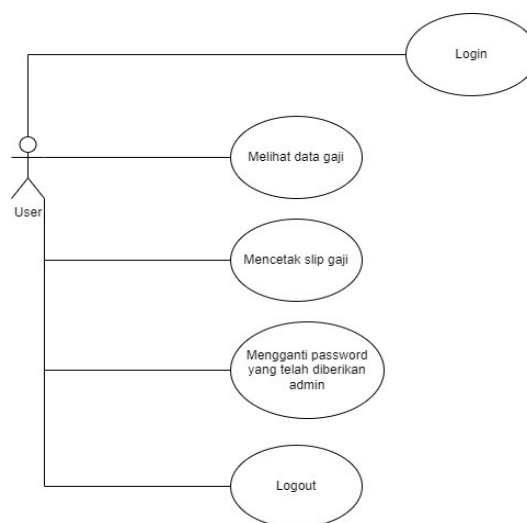 Login
Melihat data gaji
User
Mencetak slip gaji
Mengganti password
yang telah diberikan
admin
Logout